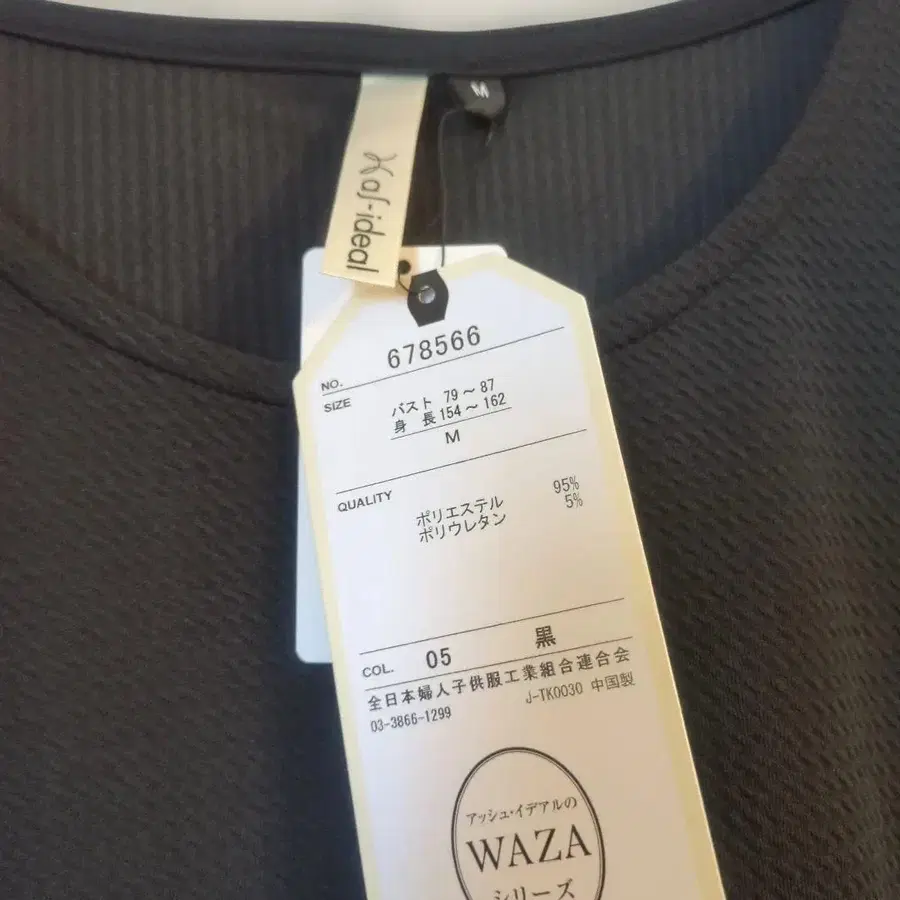 M
Has-ideal
NO. 678566
SIZE バスト 79～87
身 長 154～162
M
QUALITY
ポリエステル 95%
ポリウレタン 5%
COL. 05 黒
全日本婦人子供服工業組合連合会
03-3866-1299 J-TK0030 中国製
アッシュ・イデアルの
WAZA
シリーズ